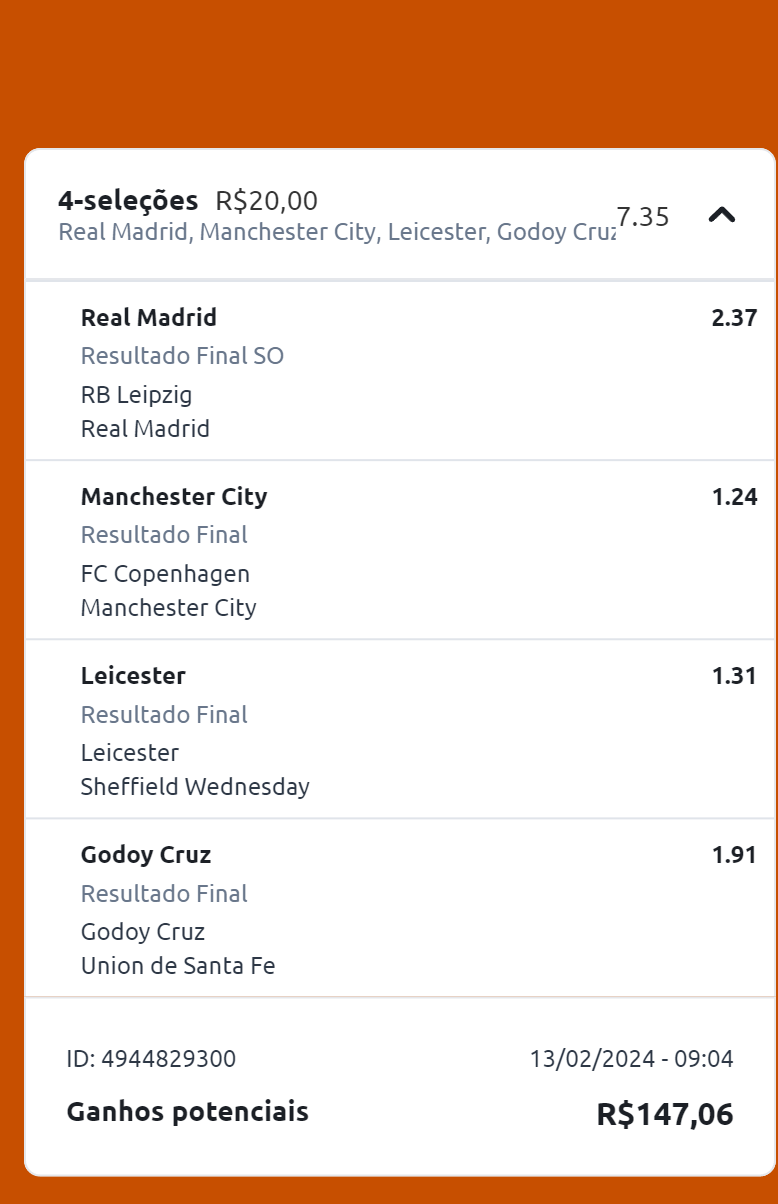 4-seleções R$20,00
7.35
Real Madrid, Manchester City, Leicester, Godoy Cruz
Real Madrid 2.37
Resultado Final SO
RB Leipzig
Real Madrid
Manchester City 1.24
Resultado Final
FC Copenhagen
Manchester City
Leicester 1.31
Resultado Final
Leicester
Sheffield Wednesday
Godoy Cruz 1.91
Resultado Final
Godoy Cruz
Union de Santa Fe
ID: 4944829300 13/02/2024 - 09:04
Ganhos potenciais R$147,06